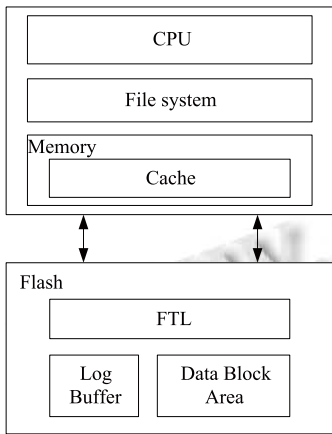 CPU
File system
Memory
Cache
Flash
FTL
Log
Buffer
Data Block
Area